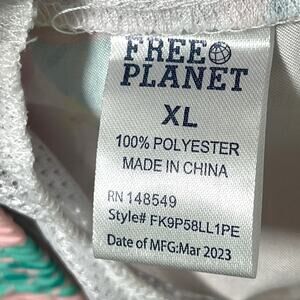 FREE
PLANET
XL
100% POLYESTER
MADE IN CHINA
RN 148549
Style# FK9P58LL1PE
Date of MFG:Mar 2023